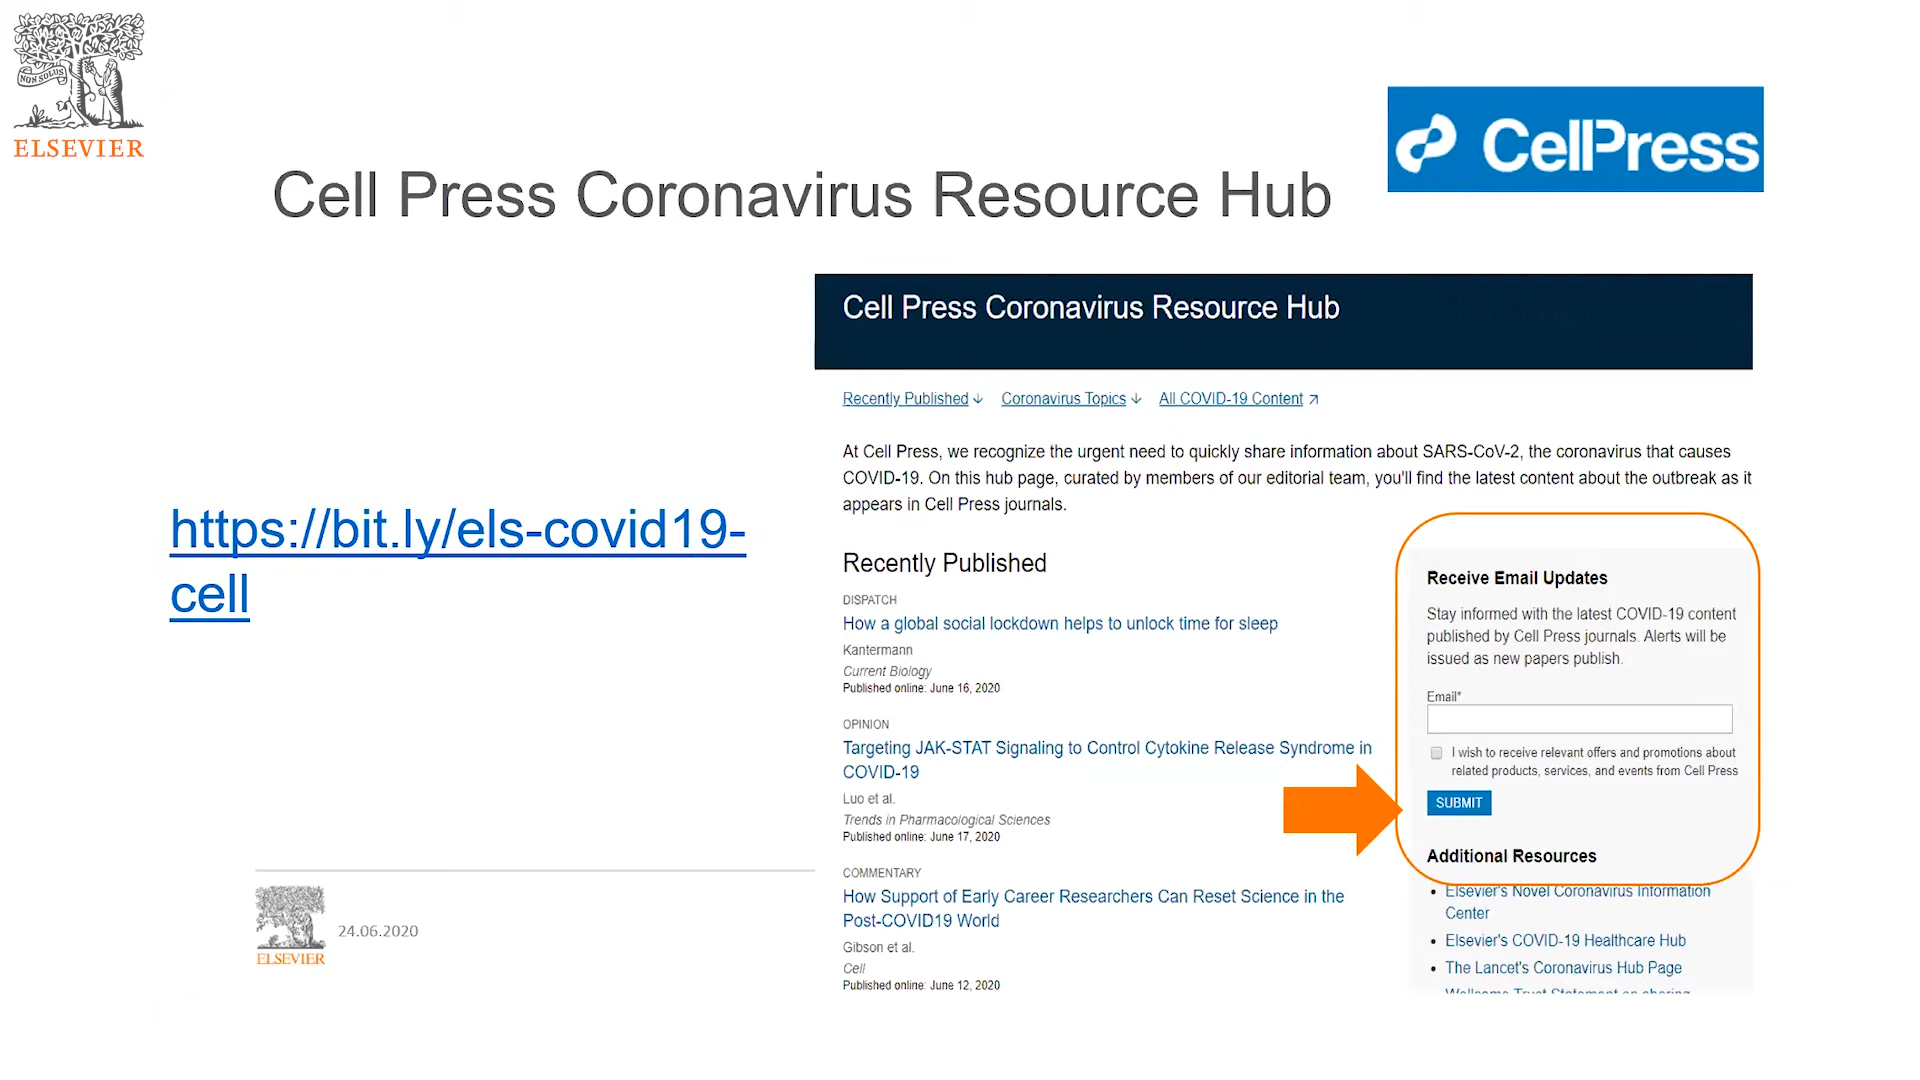 NON SOLUS
ELSEVIER
CellPress
Cell Press Coronavirus Resource Hub
https://bit.ly/els-covid19-
cell
Cell Press Coronavirus Resource Hub
Recently Published ↓ Coronavirus Topics ↓ All COVID-19 Content ↗
At Cell Press, we recognize the urgent need to quickly share information about SARS-CoV-2, the coronavirus that causes
COVID-19. On this hub page, curated by members of our editorial team, you'll find the latest content about the outbreak as it
appears in Cell Press journals.
Recently Published
DISPATCH
How a global social lockdown helps to unlock time for sleep
Kantermann
Current Biology
Published online: June 16, 2020
OPINION
Targeting JAK-STAT Signaling to Control Cytokine Release Syndrome in
COVID-19
Luo et al.
Trends in Pharmacological Sciences
Published online: June 17, 2020
COMMENTARY
How Support of Early Career Researchers Can Reset Science in the
Post-COVID19 World
Gibson et al.
Cell
Published online: June 12, 2020
Receive Email Updates
Stay informed with the latest COVID-19 content
published by Cell Press journals. Alerts will be
issued as new papers publish.
Email*
I wish to receive relevant offers and promotions about
related products, services, and events from Cell Press
SUBMIT
Additional Resources
• Elsevier's Novel Coronavirus Information
Center
• Elsevier's COVID-19 Healthcare Hub
• The Lancet's Coronavirus Hub Page
Wellcome Trust Statement on sharing
ELSEVIER
24.06.2020